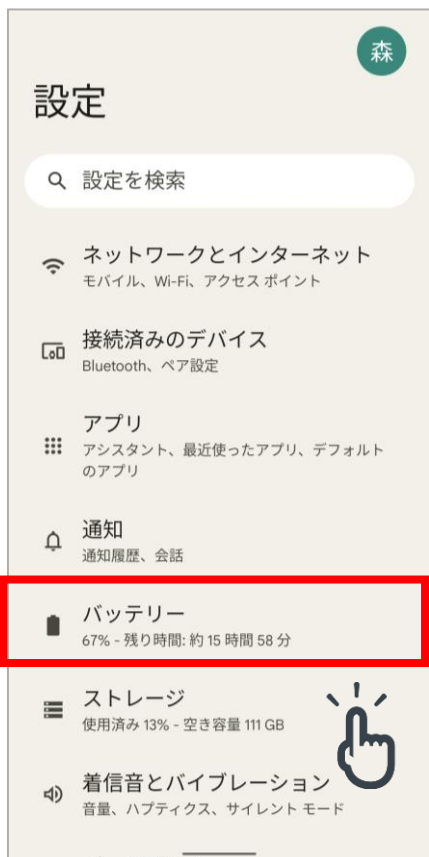 森
設定
設定を検索
ネットワークとインターネット
モバイル、Wi-Fi、アクセス ポイント
接続済みのデバイス
Bluetooth、ペア設定
アプリ
アシスタント、最近使ったアプリ、デフォルト
のアプリ
通知
通知履歴、会話
バッテリー
67% - 残り時間: 約 15 時間 58 分
ストレージ
使用済み 13% - 空き容量 111 GB
着信音とバイブレーション
音量、ハプティクス、サイレント モード